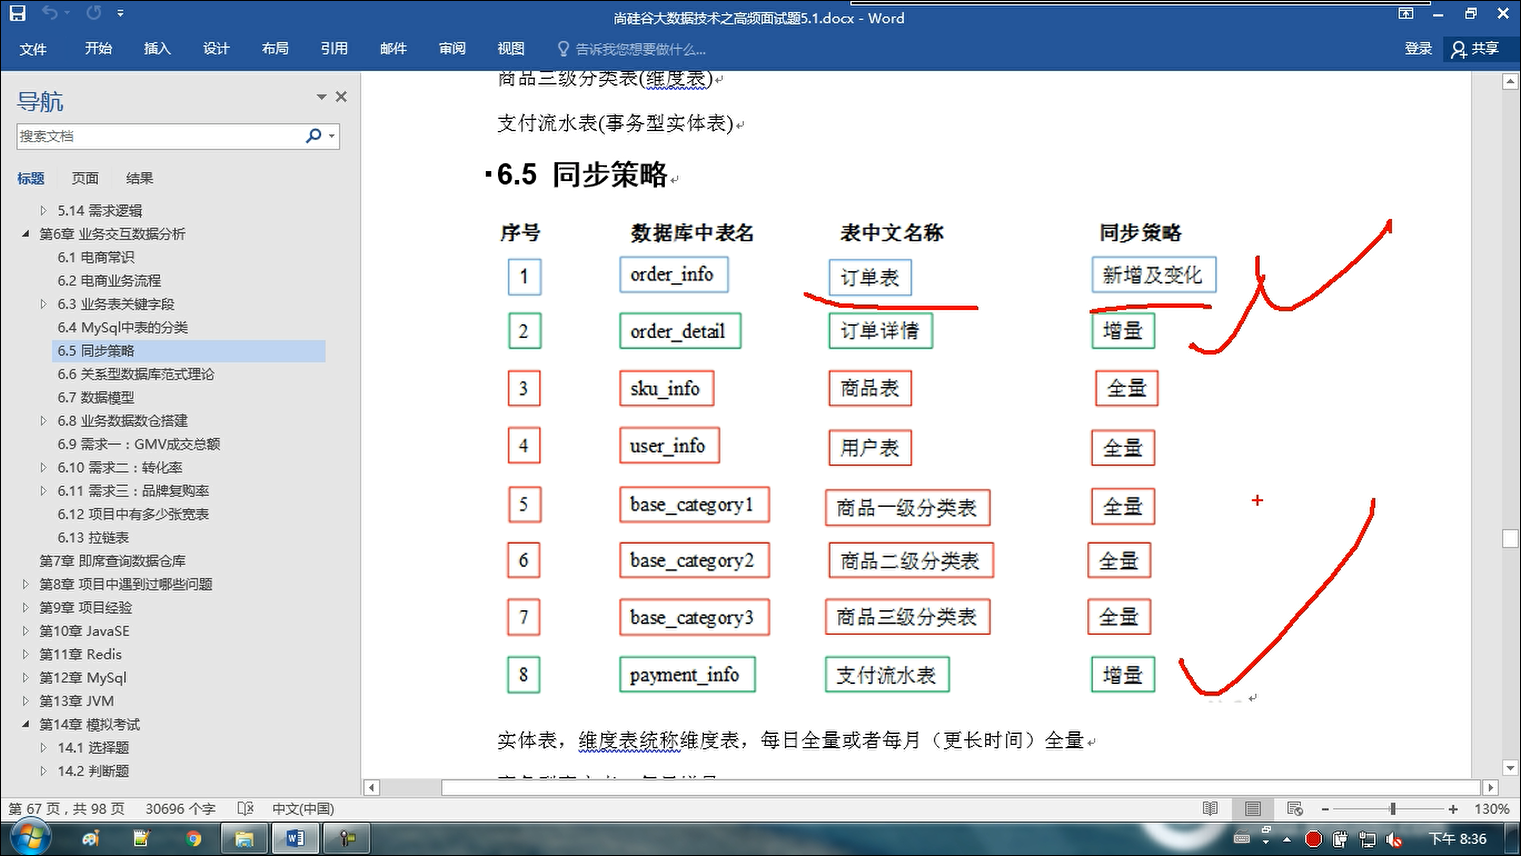 尚硅谷大数据技术之高频面试题5.1.docx - Word
文件 开始 插入 设计 布局 引用 邮件 审阅 视图 告诉我您想要做什么... 登录 共享
导航
搜索文档
标题 页面 结果
5.14 需求逻辑
第6章 业务交互数据分析
6.1 电商常识
6.2 电商业务流程
6.3 业务表关键字段
6.4 MySql中表的分类
6.5 同步策略
6.6 关系型数据库范式理论
6.7 数据模型
6.8 业务数据数仓搭建
6.9 需求一：GMV成交总额
6.10 需求二：转化率
6.11 需求三：品牌复购率
6.12 项目中有多少张宽表
6.13 拉链表
第7章 即席查询数据仓库
第8章 项目中遇到过哪些问题
第9章 项目经验
第10章 JavaSE
第11章 Redis
第12章 MySql
第13章 JVM
第14章 模拟考试
14.1 选择题
14.2 判断题
商品三级分类表(维度表)
支付流水表(事务型实体表)
6.5 同步策略
序号 数据库中表名 表中文名称 同步策略
1 order_info 订单表 新增及变化
2 order_detail 订单详情 增量
3 sku_info 商品表 全量
4 user_info 用户表 全量
5 base_category1 商品一级分类表 全量
6 base_category2 商品二级分类表 全量
7 base_category3 商品三级分类表 全量
8 payment_info 支付流水表 增量
实体表，维度表统称维度表，每日全量或者每月（更长时间）全量
第 67 页，共 98 页 30696 个字 中文(中国) 130%
下午 8:36